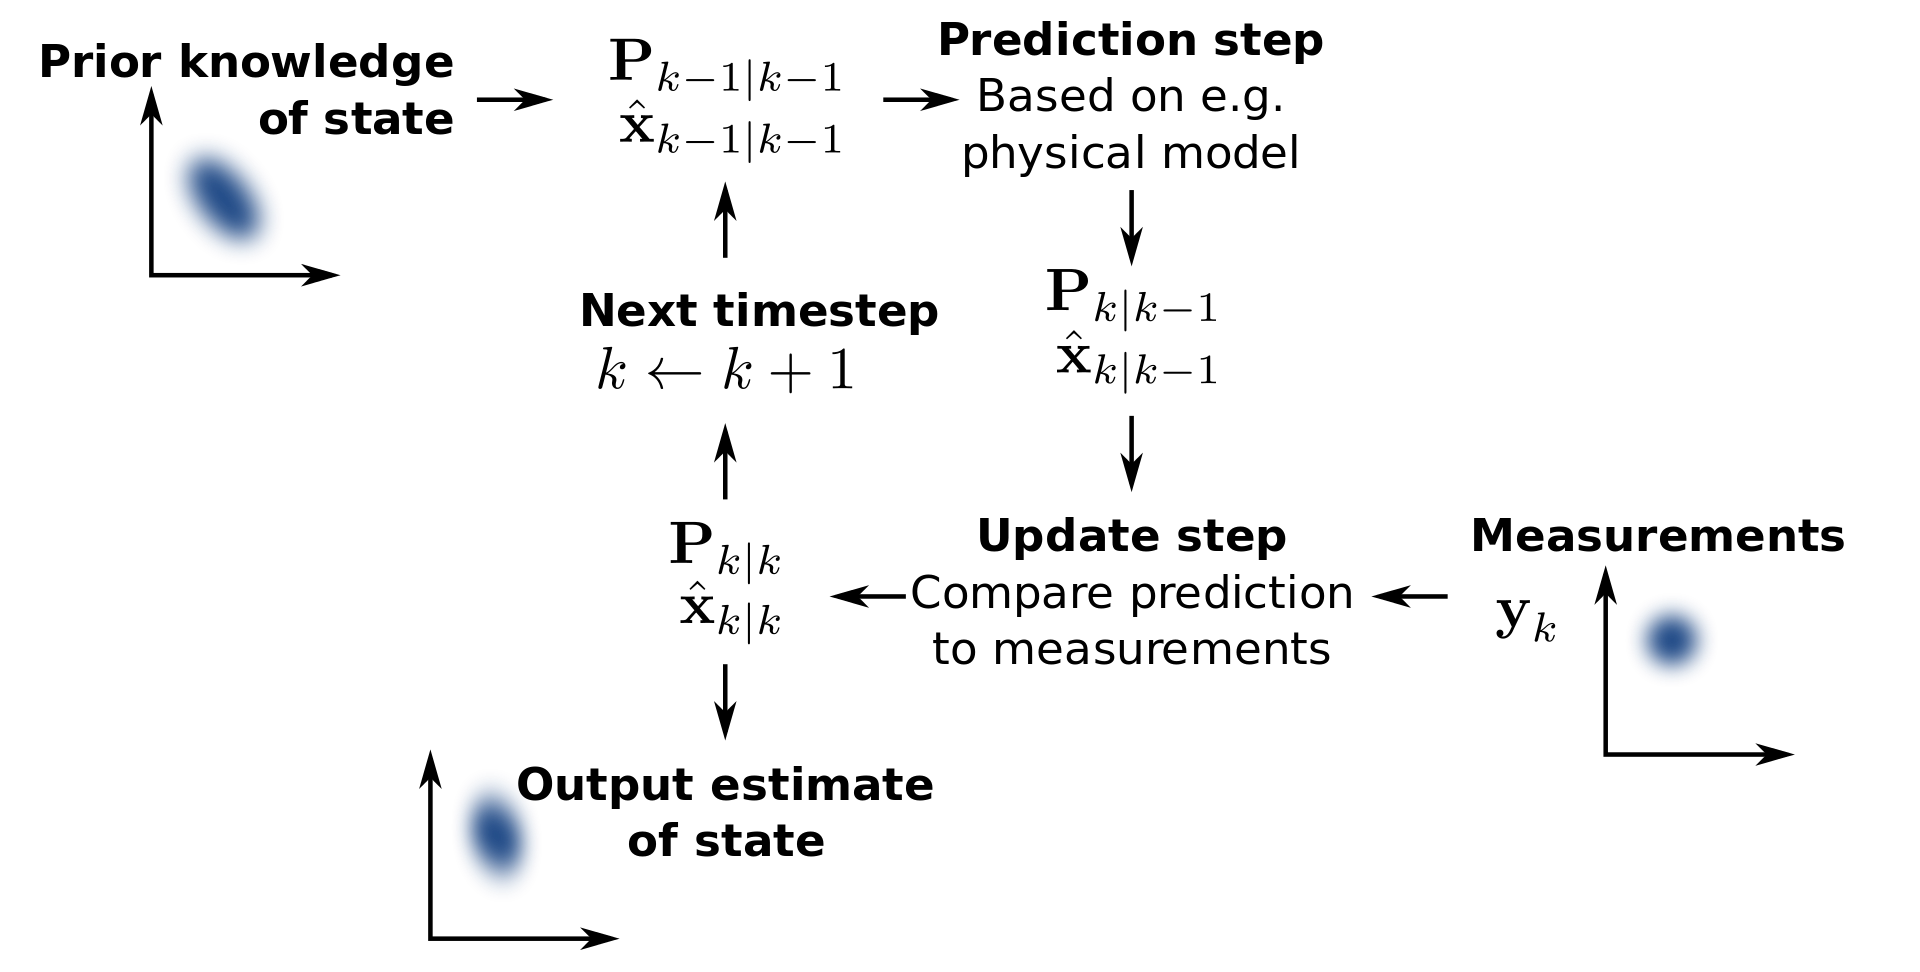 Prior knowledge
of state
P_{k−1|k−1}
x̂_{k−1|k−1}
Prediction step
Based on e.g.
physical model
Next timestep
k ← k + 1
P_{k|k−1}
x̂_{k|k−1}
P_{k|k}
x̂_{k|k}
Update step
Compare prediction
to measurements
Measurements
y_k
Output estimate
of state